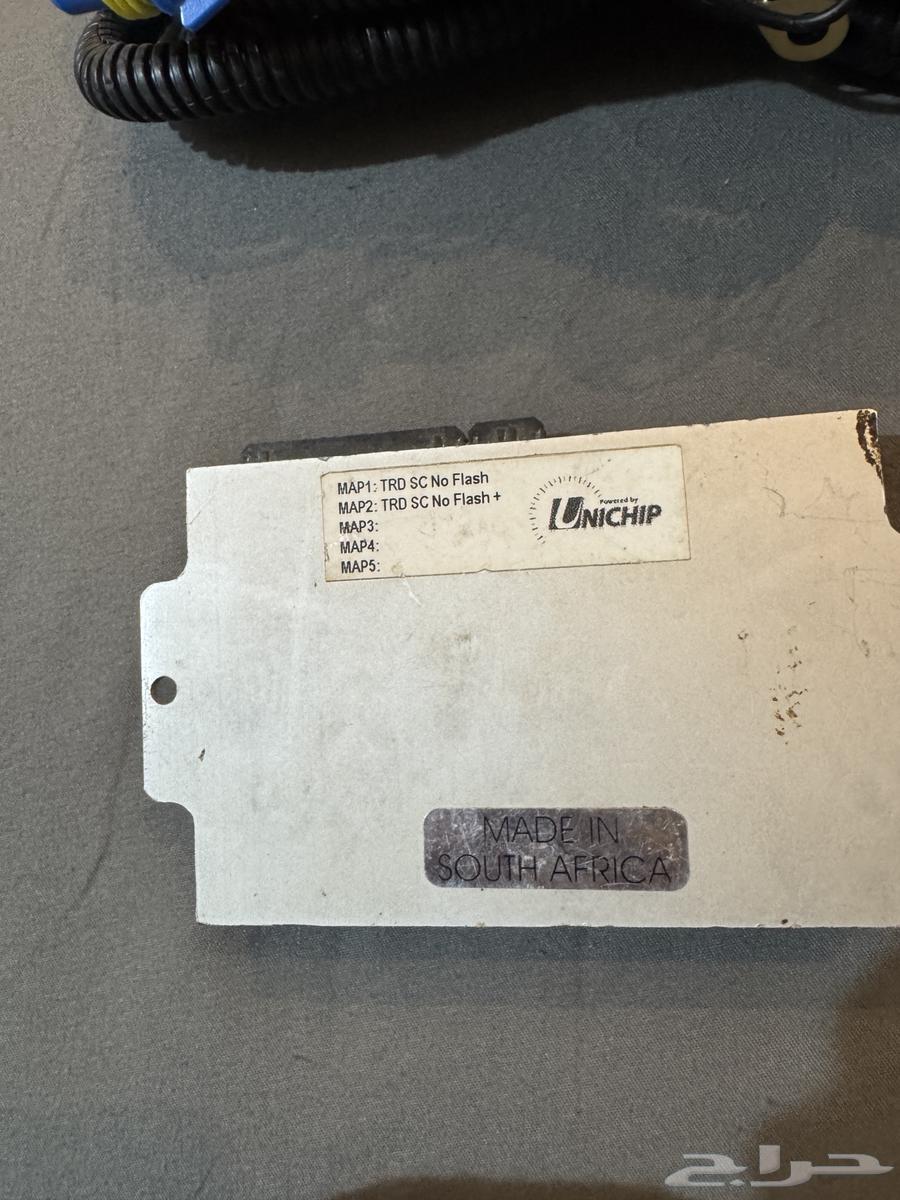 MAP1: TRD SC No Flash
MAP2: TRD SC No Flash +
MAP3:
MAP4:
MAP5:
Powered by
UNICHIP
MADE IN
SOUTH AFRICA
حراج